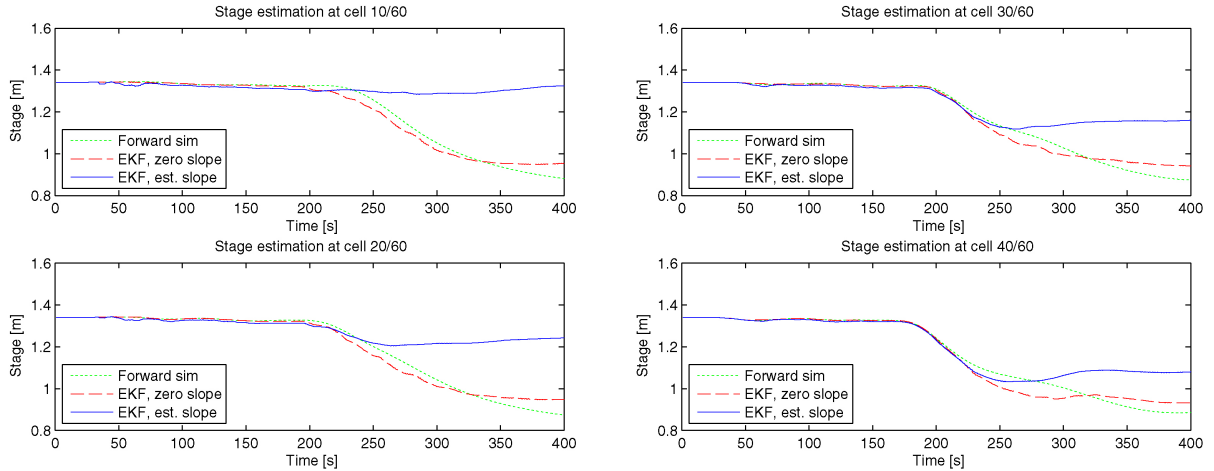 Stage estimation at cell 10/60
Stage [m]
1.6
1.4
1.2
1
0.8
Forward sim
EKF, zero slope
EKF, est. slope
0 50 100 150 200 250 300 350 400
Time [s]
Stage estimation at cell 30/60
Stage [m]
1.6
1.4
1.2
1
0.8
Forward sim
EKF, zero slope
EKF, est. slope
0 50 100 150 200 250 300 350 400
Time [s]
Stage estimation at cell 20/60
Stage [m]
1.6
1.4
1.2
1
0.8
Forward sim
EKF, zero slope
EKF, est. slope
0 50 100 150 200 250 300 350 400
Time [s]
Stage estimation at cell 40/60
Stage [m]
1.6
1.4
1.2
1
0.8
Forward sim
EKF, zero slope
EKF, est. slope
0 50 100 150 200 250 300 350 400
Time [s]